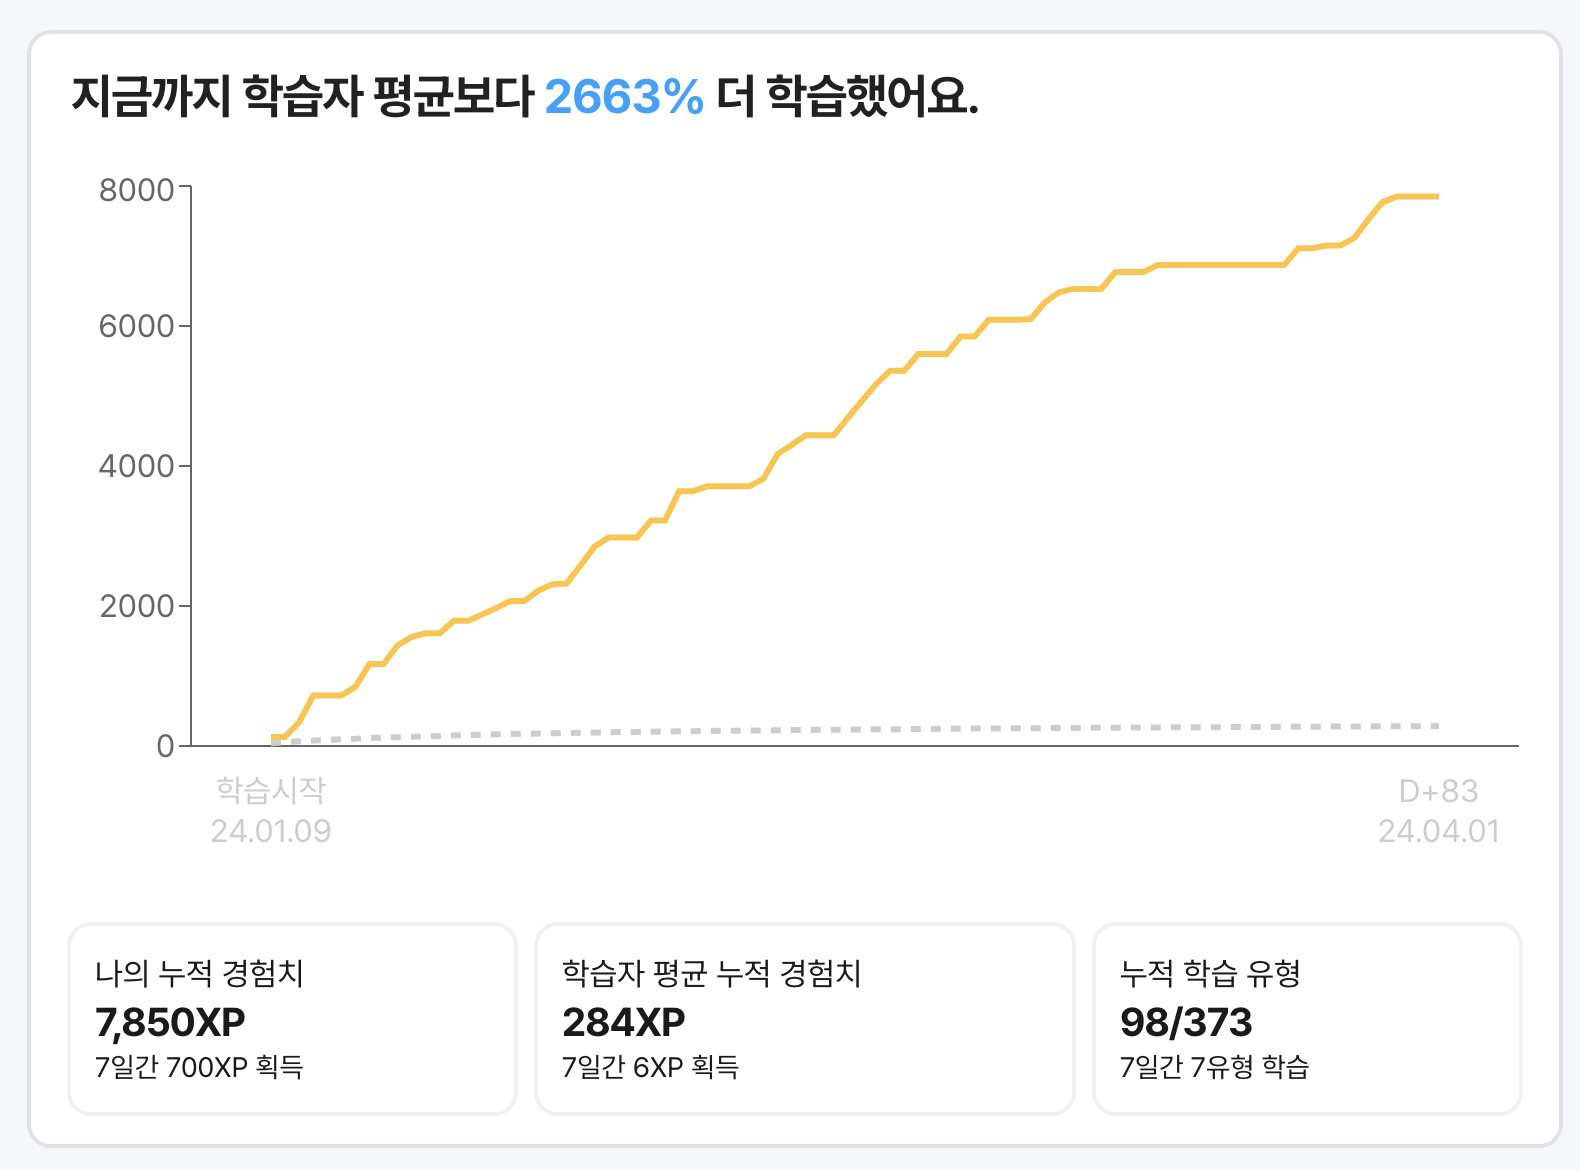 지금까지 학습자 평균보다 2663% 더 학습했어요.
8000
6000
4000
2000
0
학습시작
24.01.09
D+83
24.04.01
나의 누적 경험치
7,850XP
7일간 700XP 획득
학습자 평균 누적 경험치
284XP
7일간 6XP 획득
누적 학습 유형
98/373
7일간 7유형 학습